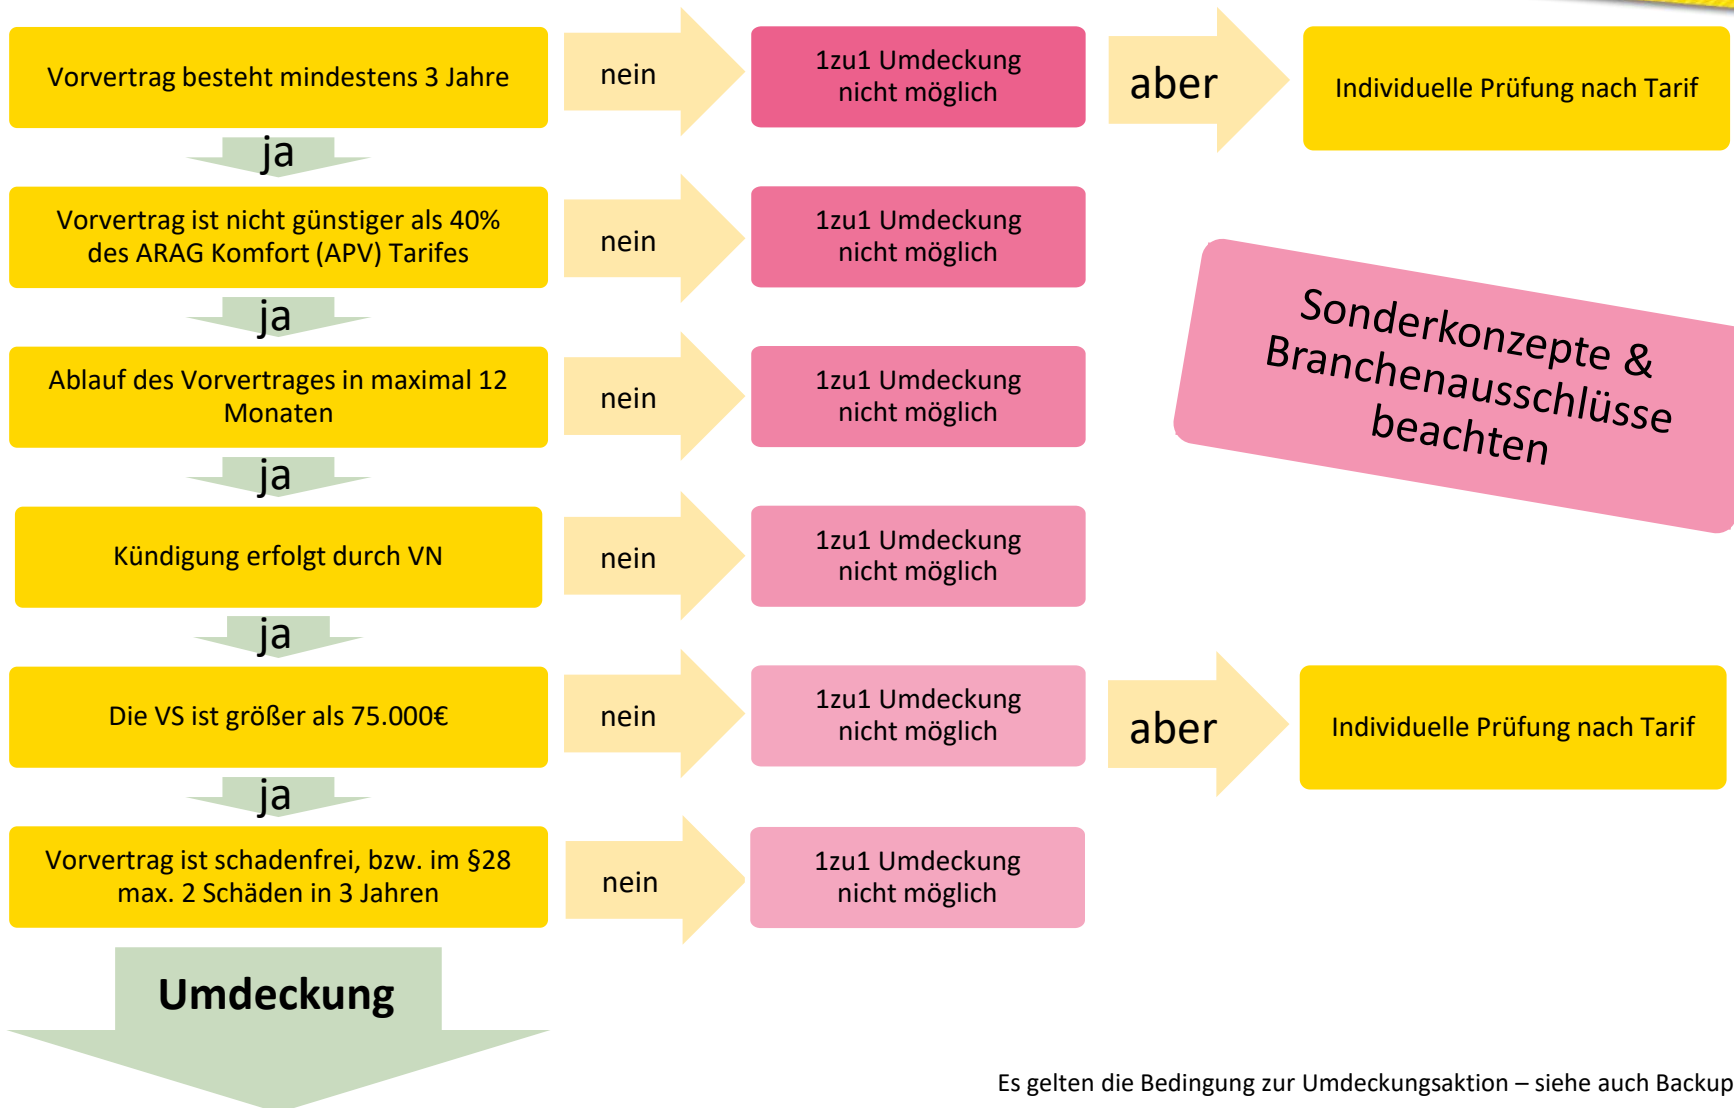 Vorvertrag besteht mindestens 3 Jahre
nein
1zu1 Umdeckung
nicht möglich
aber
Individuelle Prüfung nach Tarif
ja
Vorvertrag ist nicht günstiger als 40%
des ARAG Komfort (APV) Tarifes
nein
1zu1 Umdeckung
nicht möglich
Sonderkonzepte &
Branchenausschlüsse
beachten
ja
Ablauf des Vorvertrages in maximal 12
Monaten
nein
1zu1 Umdeckung
nicht möglich
ja
Kündigung erfolgt durch VN
nein
1zu1 Umdeckung
nicht möglich
ja
Die VS ist größer als 75.000€
nein
1zu1 Umdeckung
nicht möglich
aber
Individuelle Prüfung nach Tarif
ja
Vorvertrag ist schadenfrei, bzw. im §28
max. 2 Schäden in 3 Jahren
nein
1zu1 Umdeckung
nicht möglich
Umdeckung
Es gelten die Bedingung zur Umdeckungsaktion – siehe auch Backup